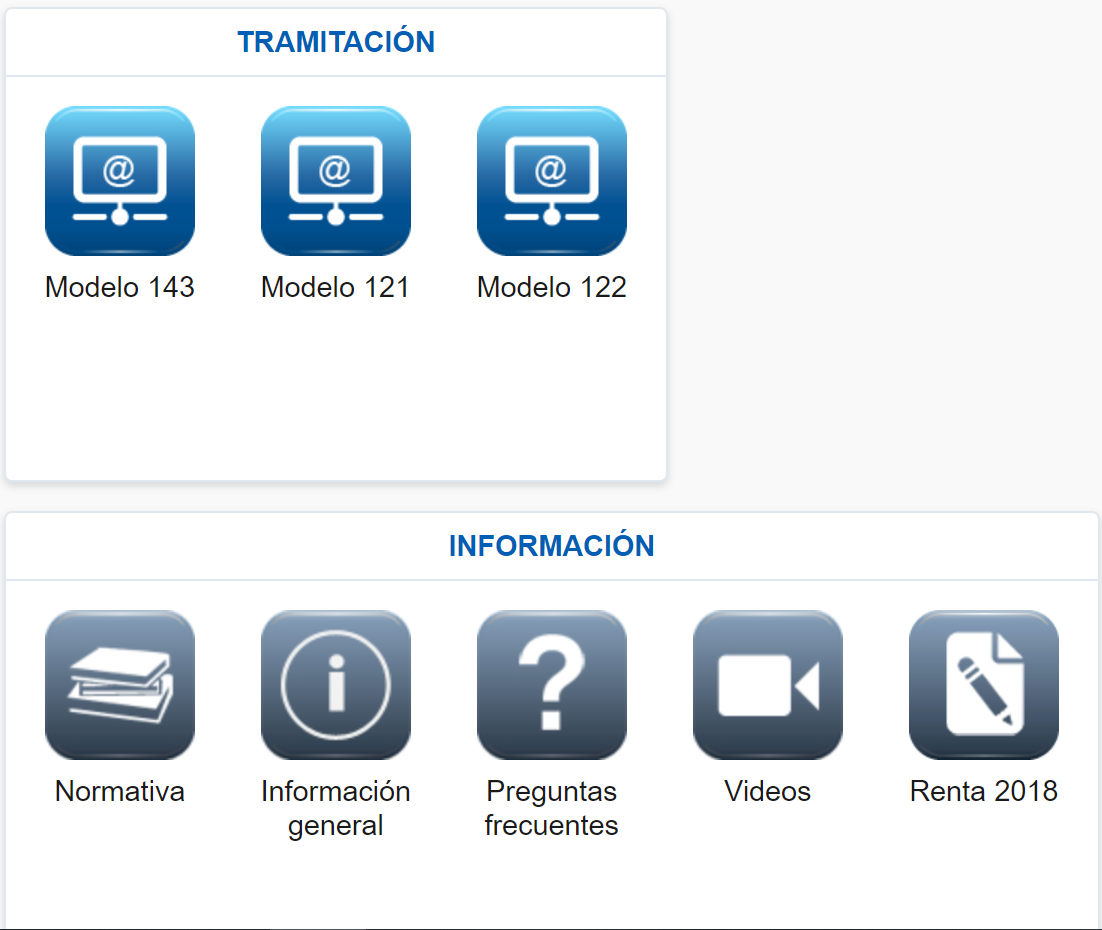 TRAMITACIÓN
@ @ @
Modelo 143 Modelo 121 Modelo 122
INFORMACIÓN
i ?
Normativa Información general Preguntas frecuentes Videos Renta 2018